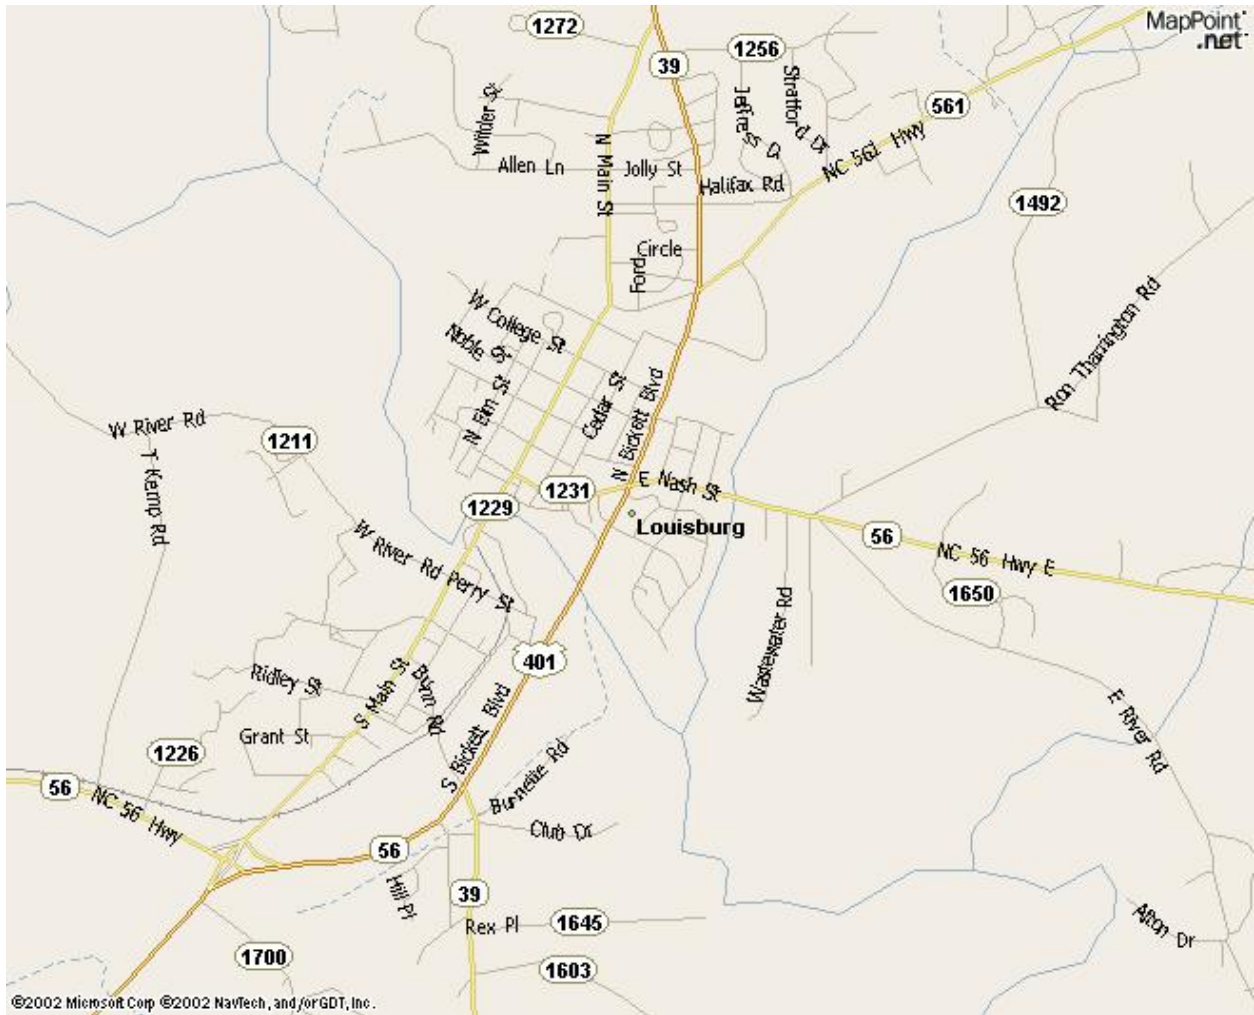 MapPoint
.net
1272
1256
39
561
Wilder St
Jeffres D
Stratford Dr
NC 561 Hwy
N Main St
Allen Ln
Jolly St
Halifax Rd
1492
Circle
Ford
W College St
Noble St
Ron Tharrington Rd
N Elm St
Cedar St
N Bickett Blvd
W River Rd
1211
T Kemp Rd
1231
E Nash St
1229
Louisburg
56
NC 56 Hwy E
W River Rd
Perry St
1650
Wastewater Rd
401
Ridley St
S Main St
Bunn Rd
E River Rd
Grant St
1226
S Bickett Blvd
Burnette Rd
56
NC 56 Hwy
Club Dr
56
Hill Pl
39
Rex Pl
1645
Afton Dr
1700
1603
©2002 Microsoft Corp ©2002 NavTech, and/or GDT, Inc.